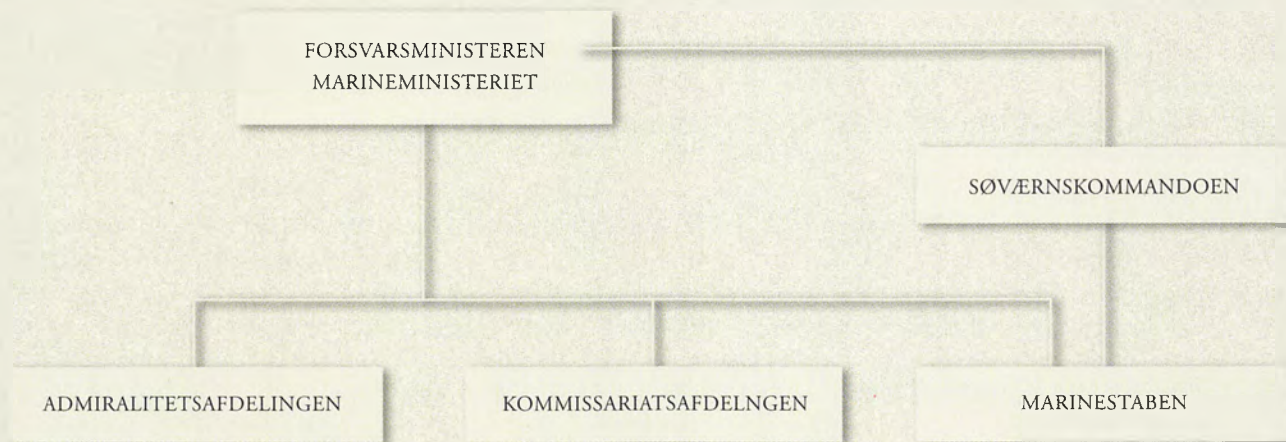 FORSVARSMINISTEREN
MARINEMINISTERIET
SØVÆRNSKOMMANDOEN
ADMIRALITETSAFDELINGEN
KOMMISSARIATSAFDELNGEN
MARINESTABEN